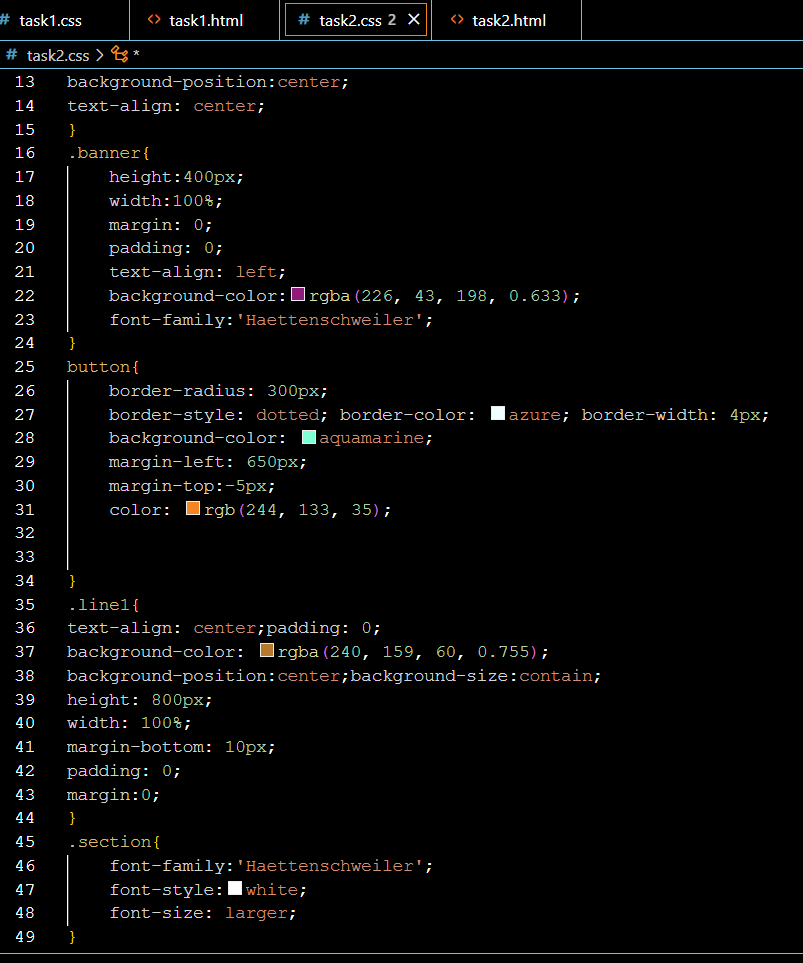 # task1.css <> task1.html # task2.css 2 × <> task2.html
# task2.css > *
13 background-position:center;
14 text-align: center;
15 }
16 .banner{
17 height:400px;
18 width:100%;
19 margin: 0;
20 padding: 0;
21 text-align: left;
22 background-color:rgba(226, 43, 198, 0.633);
23 font-family:'Haettenschweiler';
24 }
25 button{
26 border-radius: 300px;
27 border-style: dotted; border-color: azure; border-width: 4px;
28 background-color: aquamarine;
29 margin-left: 650px;
30 margin-top:-5px;
31 color: rgb(244, 133, 35);
32
33
34 }
35 .line1{
36 text-align: center;padding: 0;
37 background-color: rgba(240, 159, 60, 0.755);
38 background-position:center;background-size:contain;
39 height: 800px;
40 width: 100%;
41 margin-bottom: 10px;
42 padding: 0;
43 margin:0;
44 }
45 .section{
46 font-family:'Haettenschweiler';
47 font-style:white;
48 font-size: larger;
49 }